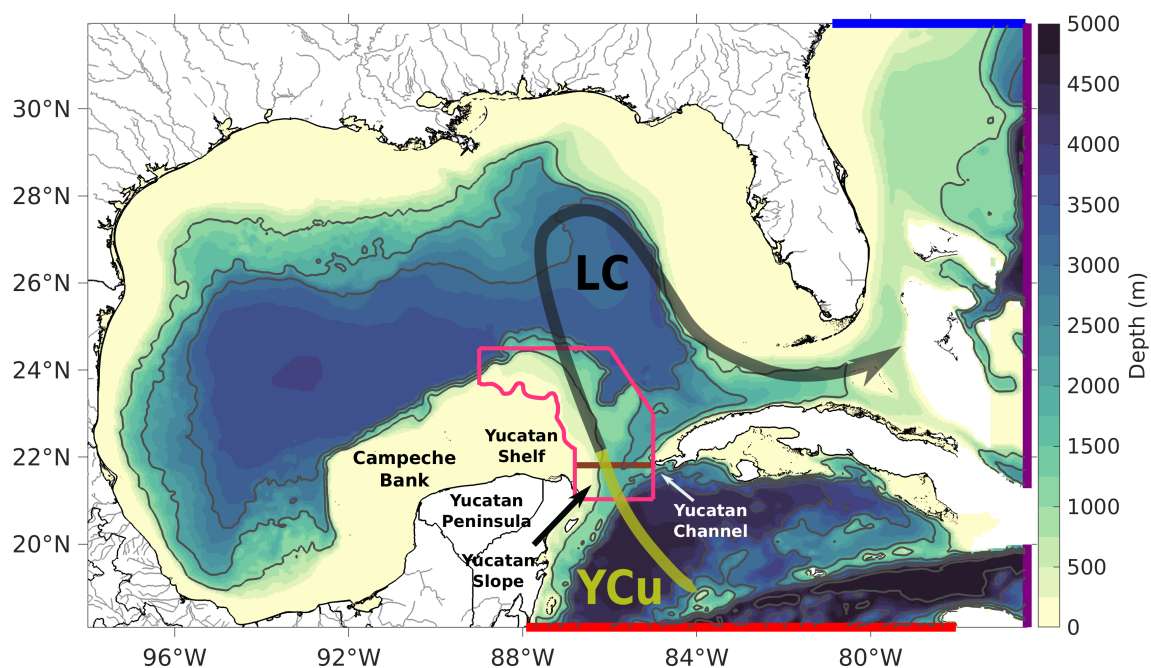 30°N
28°N
26°N
24°N
22°N
20°N
96°W
92°W
88°W
84°W
80°W
LC
Yucatan
Shelf
Campeche
Bank
Yucatan
Peninsula
Yucatan
Slope
Yucatan
Channel
YCu
5000
4500
4000
3500
3000
2500
2000
1500
1000
500
0
Depth (m)